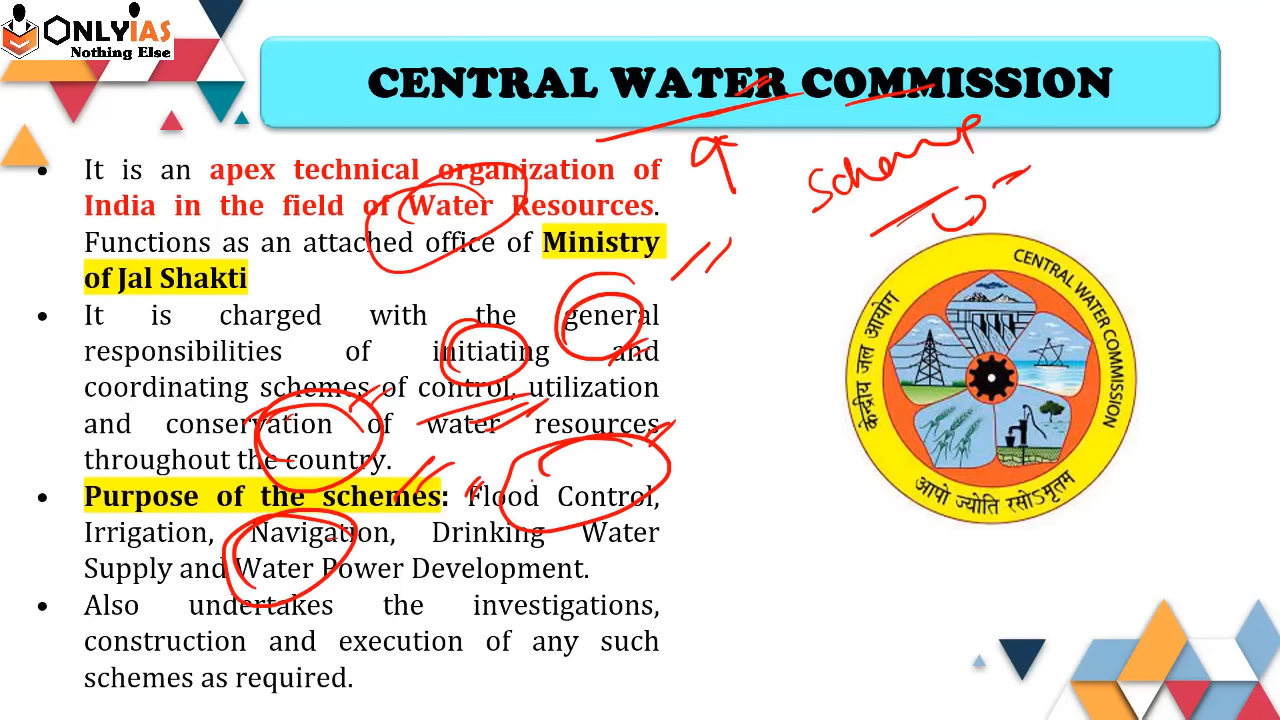 ONLYIAS
Nothing Else
CENTRAL WATER COMMISSION
Scheme
• It is an apex technical organization of
India in the field of Water Resources.
Functions as an attached office of Ministry
of Jal Shakti
• It is charged with the general
responsibilities of initiating and
coordinating schemes of control, utilization
and conservation of water resources
throughout the country.
• Purpose of the schemes: Flood Control,
Irrigation, Navigation, Drinking Water
Supply and Water Power Development.
• Also undertakes the investigations,
construction and execution of any such
schemes as required.
केन्द्रीय जल आयोग
CENTRAL WATER COMMISSION
आपो ज्योति रसोऽमृतम